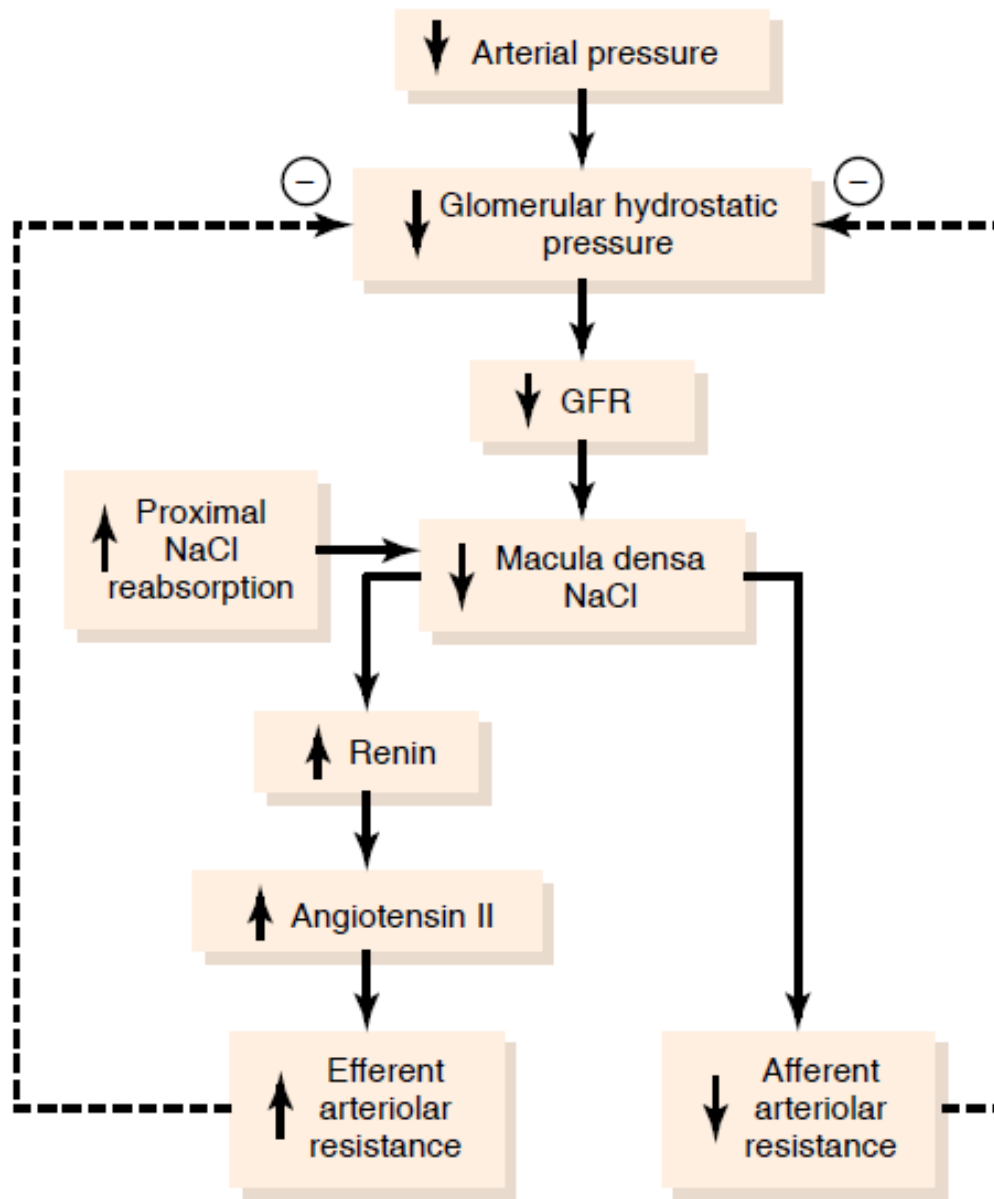 Arterial pressure
−
−
Glomerular hydrostatic
pressure
GFR
Proximal
NaCl
reabsorption
Macula densa
NaCl
Renin
Angiotensin II
Efferent
arteriolar
resistance
Afferent
arteriolar
resistance